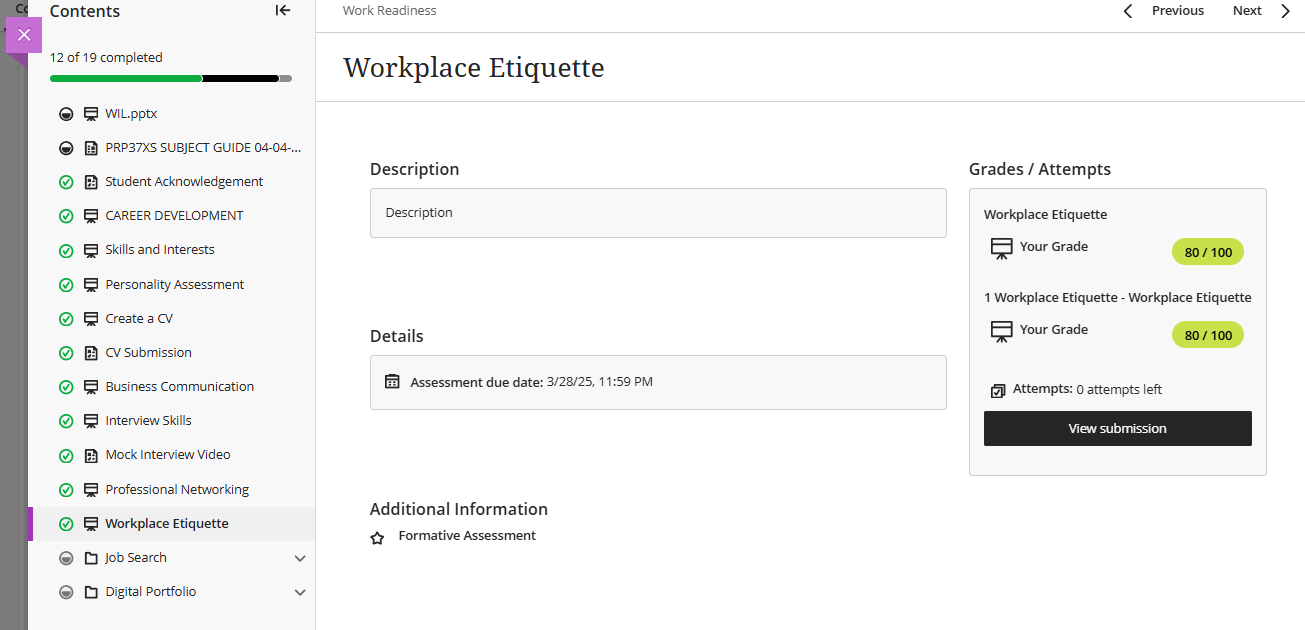 Co
Contents
12 of 19 completed
WIL.pptx
PRP37XS SUBJECT GUIDE 04-04-...
Student Acknowledgement
CAREER DEVELOPMENT
Skills and Interests
Personality Assessment
Create a CV
CV Submission
Business Communication
Interview Skills
Mock Interview Video
Professional Networking
Workplace Etiquette
Job Search
Digital Portfolio
Work Readiness
Previous
Next
Workplace Etiquette
Description
Description
Details
Assessment due date: 3/28/25, 11:59 PM
Additional Information
Formative Assessment
Grades / Attempts
Workplace Etiquette
Your Grade
80 / 100
1 Workplace Etiquette - Workplace Etiquette
Your Grade
80 / 100
Attempts: 0 attempts left
View submission